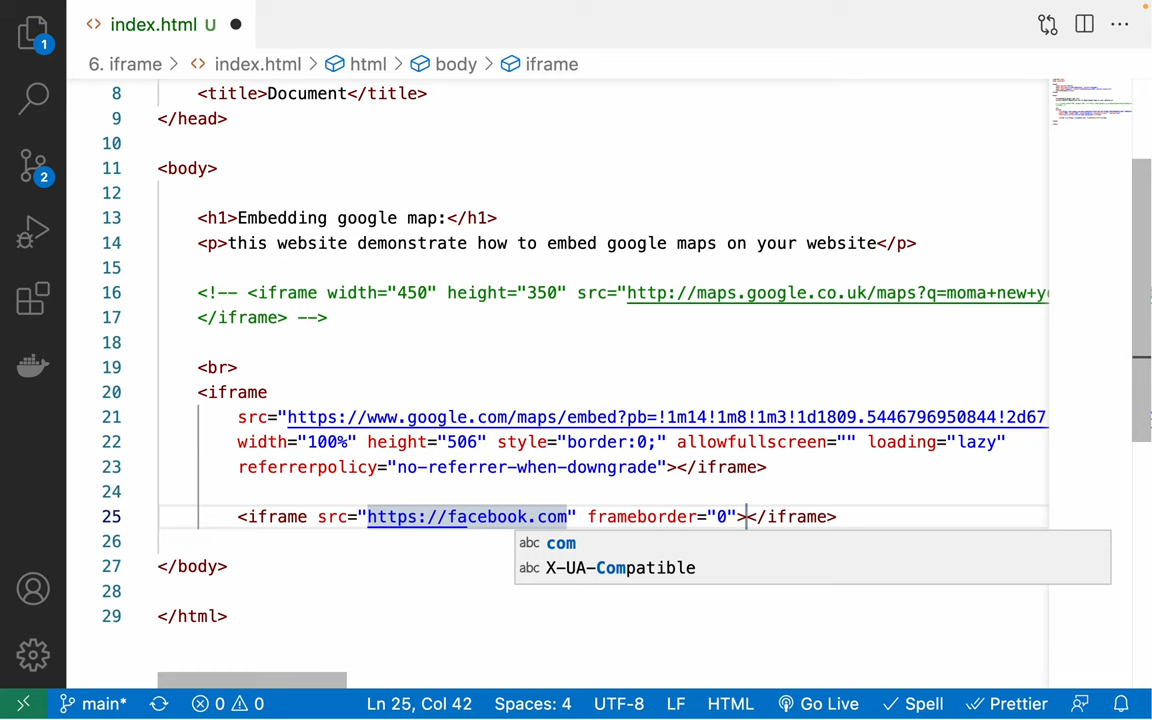 index.html U
6. iframe > <> index.html > html > body > iframe
1
2
8 <title>Document</title>
9 </head>
10
11 <body>
12
13 <h1>Embedding google map:</h1>
14 <p>this website demonstrate how to embed google maps on your website</p>
15
16 <!-- <iframe width="450" height="350" src="http://maps.google.co.uk/maps?q=moma+new+y
17 </iframe> -->
18
19 <br>
20 <iframe
21 src="https://www.google.com/maps/embed?pb=!1m14!1m8!1m3!1d1809.5446796950844!2d67
22 width="100%" height="506" style="border:0;" allowfullscreen="" loading="lazy"
23 referrerpolicy="no-referrer-when-downgrade"></iframe>
24
25 <iframe src="https://facebook.com" frameborder="0"></iframe>
abc com
26
abc X-UA-Compatible
27 </body>
28
29 </html>
main* 0 0 Ln 25, Col 42 Spaces: 4 UTF-8 LF HTML Go Live Spell Prettier